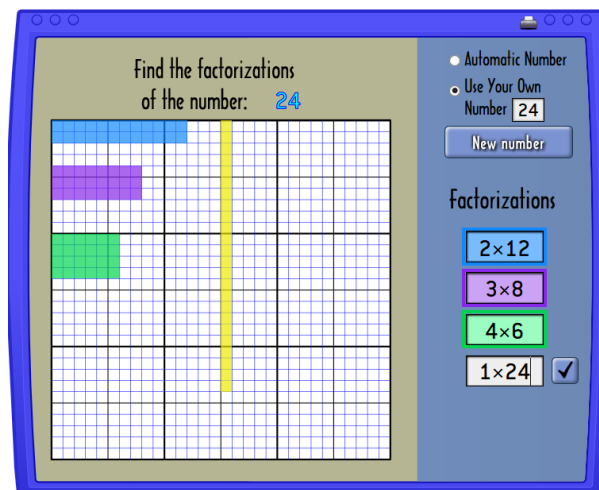 Find the factorizations
of the number: 24
Automatic Number
Use Your Own
Number 24
New number
Factorizations
2×12
3×8
4×6
1×24